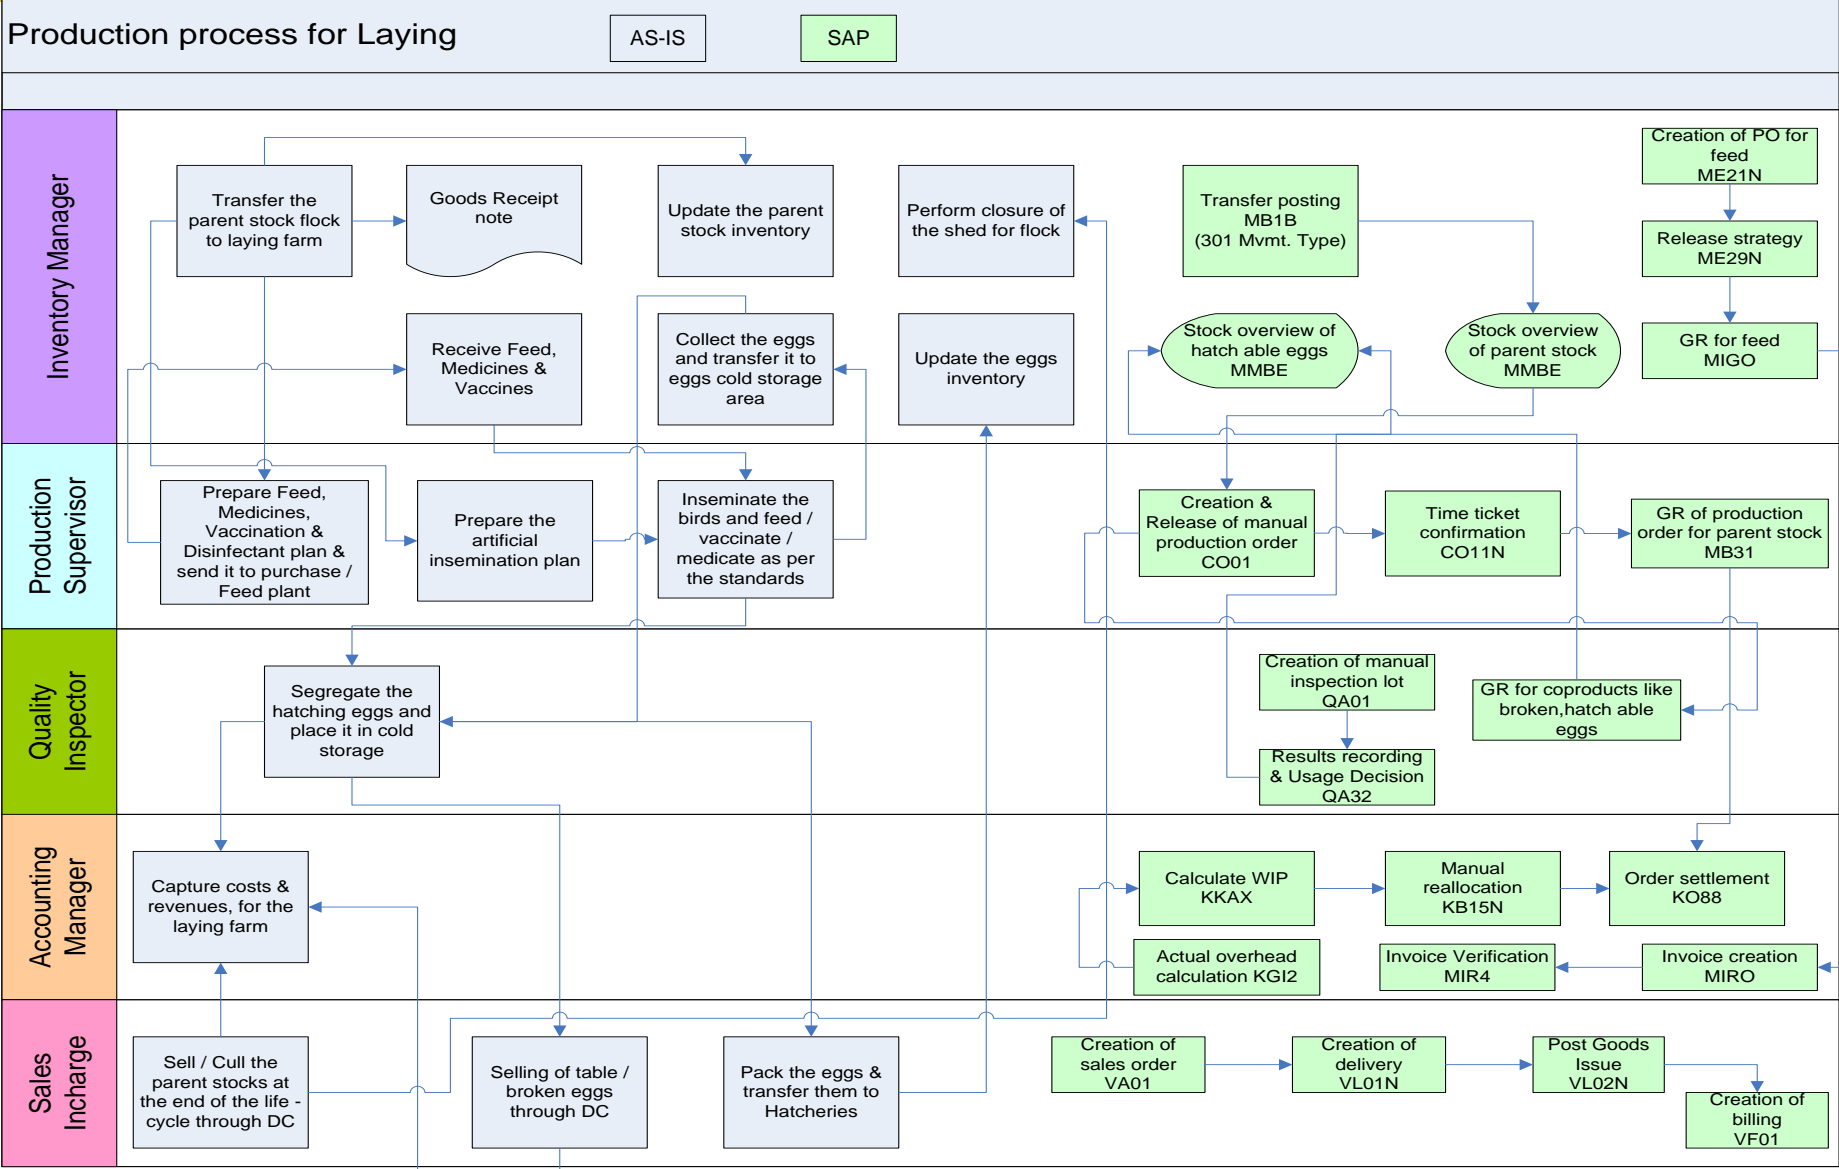 Production process for Laying
AS-IS
SAP
Inventory Manager
Transfer the
parent stock flock
to laying farm
Goods Receipt
note
Update the parent
stock inventory
Perform closure of
the shed for flock
Transfer posting
MB1B
(301 Mvmt. Type)
Creation of PO for
feed
ME21N
Release strategy
ME29N
Receive Feed,
Medicines &
Vaccines
Collect the eggs
and transfer it to
eggs cold storage
area
Update the eggs
inventory
Stock overview of
hatch able eggs
MMBE
Stock overview
of parent stock
MMBE
GR for feed
MIGO
Production
Supervisor
Prepare Feed,
Medicines,
Vaccination &
Disinfectant plan &
send it to purchase /
Feed plant
Prepare the
artificial
insemination plan
Inseminate the
birds and feed /
vaccinate /
medicate as per
the standards
Creation &
Release of manual
production order
CO01
Time ticket
confirmation
CO11N
GR of production
order for parent stock
MB31
Quality
Inspector
Segregate the
hatching eggs and
place it in cold
storage
Creation of manual
inspection lot
QA01
GR for coproducts like
broken,hatch able
eggs
Results recording
& Usage Decision
QA32
Accounting
Manager
Capture costs &
revenues, for the
laying farm
Calculate WIP
KKAX
Manual
reallocation
KB15N
Order settlement
KO88
Actual overhead
calculation KGI2
Invoice Verification
MIR4
Invoice creation
MIRO
Sales
Incharge
Sell / Cull the
parent stocks at
the end of the life -
cycle through DC
Selling of table /
broken eggs
through DC
Pack the eggs &
transfer them to
Hatcheries
Creation of
sales order
VA01
Creation of
delivery
VL01N
Post Goods
Issue
VL02N
Creation of
billing
VF01